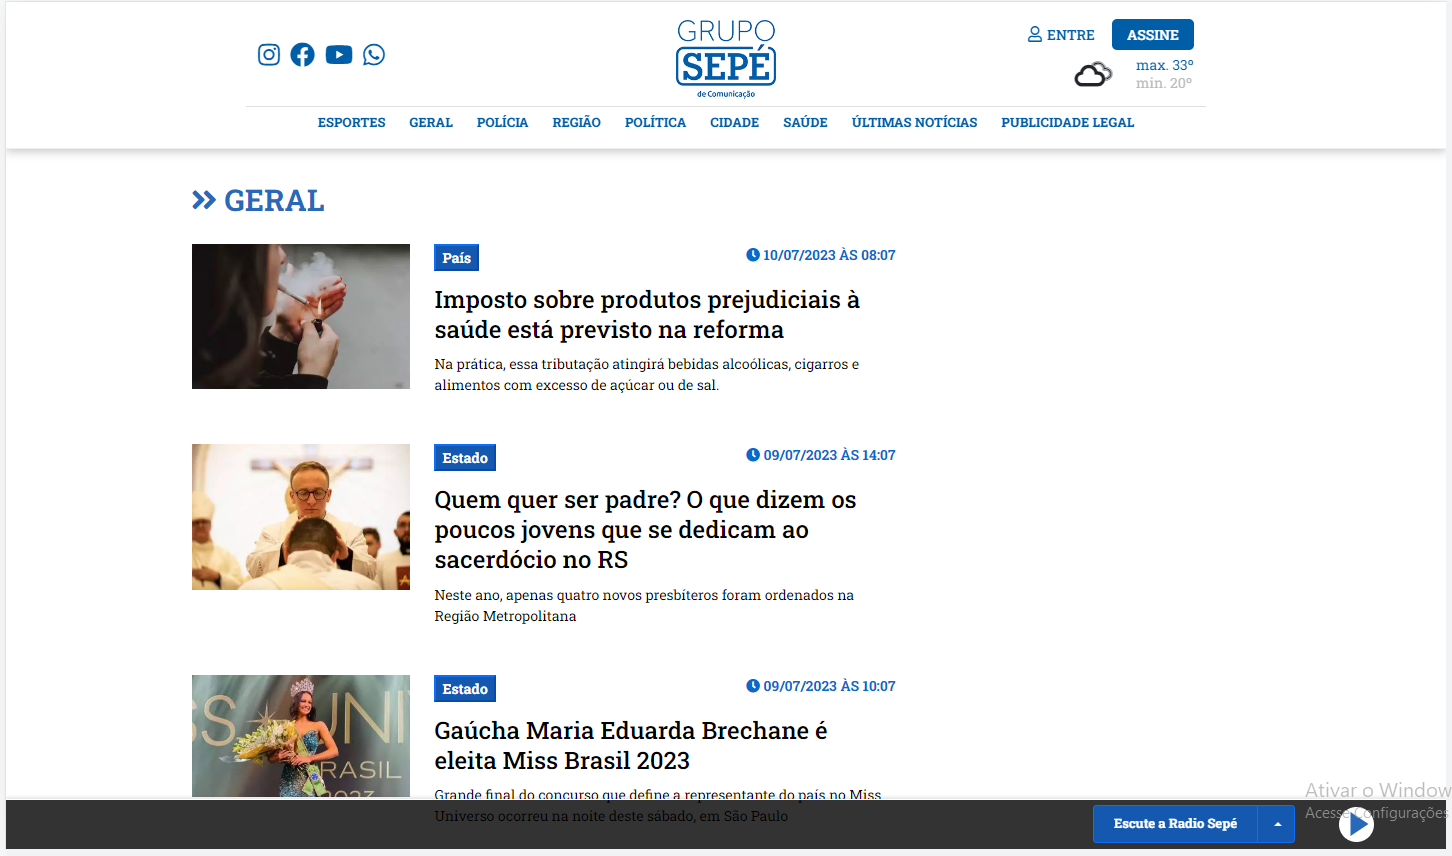 GRUPO
SEPÉ
de Comunicação
ENTRE
ASSINE
max. 33º
min. 20º
ESPORTES GERAL POLÍCIA REGIÃO POLÍTICA CIDADE SAÚDE ÚLTIMAS NOTÍCIAS PUBLICIDADE LEGAL
GERAL
País
10/07/2023 ÀS 08:07
Imposto sobre produtos prejudiciais à
saúde está previsto na reforma
Na prática, essa tributação atingirá bebidas alcoólicas, cigarros e
alimentos com excesso de açúcar ou de sal.
Estado
09/07/2023 ÀS 14:07
Quem quer ser padre? O que dizem os
poucos jovens que se dedicam ao
sacerdócio no RS
Neste ano, apenas quatro novos presbíteros foram ordenados na
Região Metropolitana
SS UNI
BRASIL
2023
Estado
09/07/2023 ÀS 10:07
Gaúcha Maria Eduarda Brechane é
eleita Miss Brasil 2023
Grande final do concurso que define a representante do país no Miss
Universo ocorreu na noite deste sábado, em São Paulo
Ativar o Window
Acesse Configurações
Escute a Radio Sepé